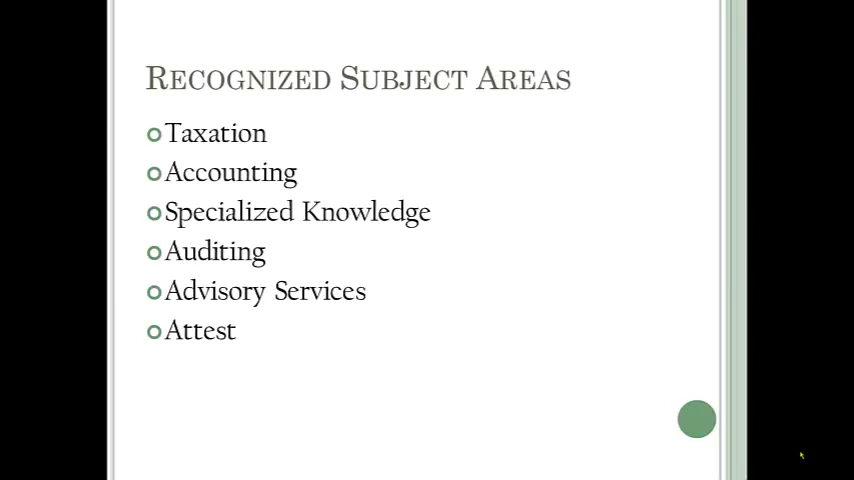 Recognized Subject Areas
Taxation
Accounting
Specialized Knowledge
Auditing
Advisory Services
Attest